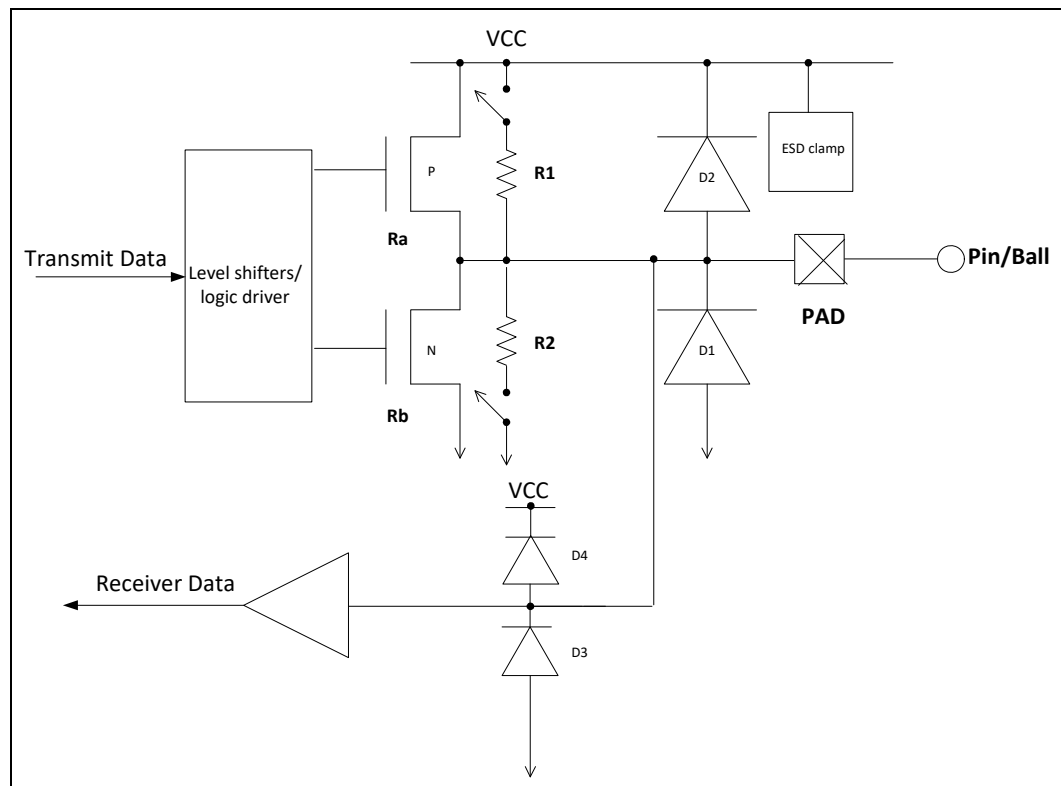 VCC
ESD clamp
P
R1
D2
Ra
Transmit Data
Level shifters/
logic driver
Pin/Ball
PAD
R2
N
D1
Rb
VCC
D4
Receiver Data
D3